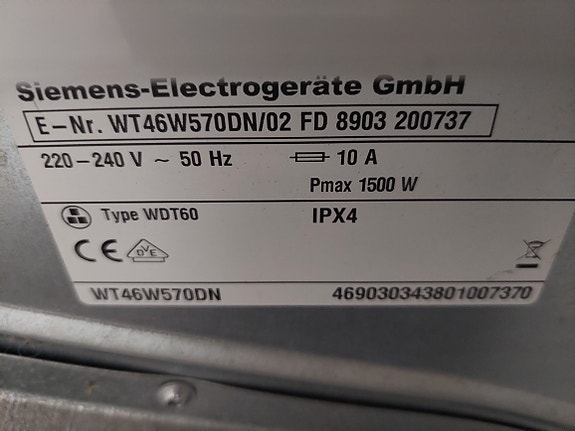 Siemens-Electrogeräte GmbH
E-Nr. WT46W570DN/02 FD 8903 200737
220-240 V ~ 50 Hz 10 A
Pmax 1500 W
Type WDT60 IPX4
CE DVE
WT46W570DN 469030343801007370